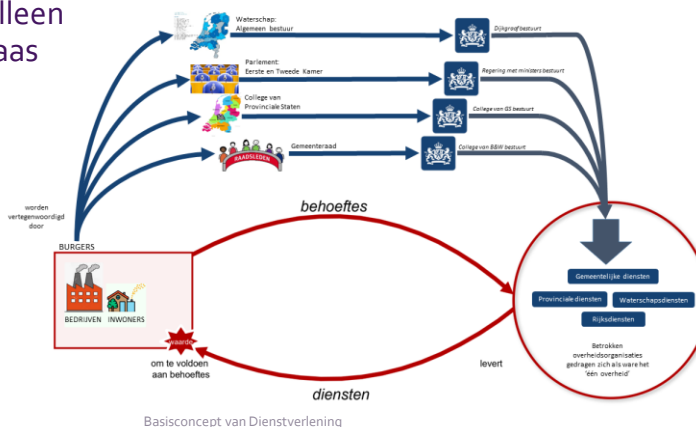 lleen
aas
Waterschap:
Algemeen bestuur
Dijkgraaf bestuurt
Parlement:
Eerste en Tweede Kamer
Regering met ministers bestuurt
College van
Provinciale Staten
College van GS bestuurt
RAADSLEDEN
Gemeenteraad
College van B&W bestuurt
worden
vertegenwoordigd
door
behoeftes
BURGERS
BEDRIJVEN
INWONERS
waarde
om te voldoen
aan behoeftes
Gemeentelijke diensten
Provinciale diensten
Waterschapsdiensten
Rijksdiensten
Betrokken
overheidsorganisaties
gedragen zich als ware het
'één overheid'
levert
diensten
Basisconcept van Dienstverlening